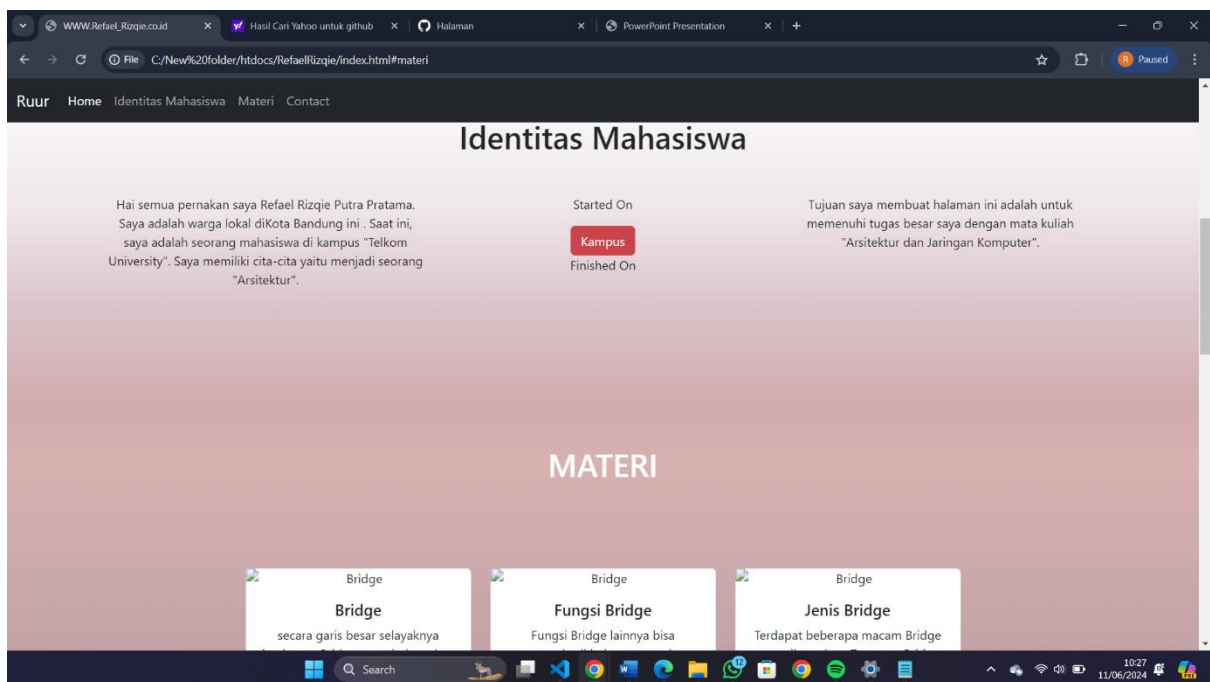 WWW.Refael_Rizqie.co.id
Hasil Cari Yahoo untuk github
Halaman
PowerPoint Presentation
File C:/New%20folder/htdocs/RefaelRizqie/index.html#materi
R Paused
Ruur Home Identitas Mahasiswa Materi Contact
Identitas Mahasiswa
Hai semua pernakan saya Refael Rizqie Putra Pratama.
Saya adalah warga lokal diKota Bandung ini . Saat ini,
saya adalah seorang mahasiswa di kampus "Telkom
University". Saya memiliki cita-cita yaitu menjadi seorang
"Arsitektur".
Started On
Kampus
Finished On
Tujuan saya membuat halaman ini adalah untuk
memenuhi tugas besar saya dengan mata kuliah
"Arsitektur dan Jaringan Komputer".
MATERI
Bridge
Bridge
secara garis besar selayaknya
Bridge
Fungsi Bridge
Fungsi Bridge lainnya bisa
Bridge
Jenis Bridge
Terdapat beberapa macam Bridge
Search
12
10:27
11/06/2024